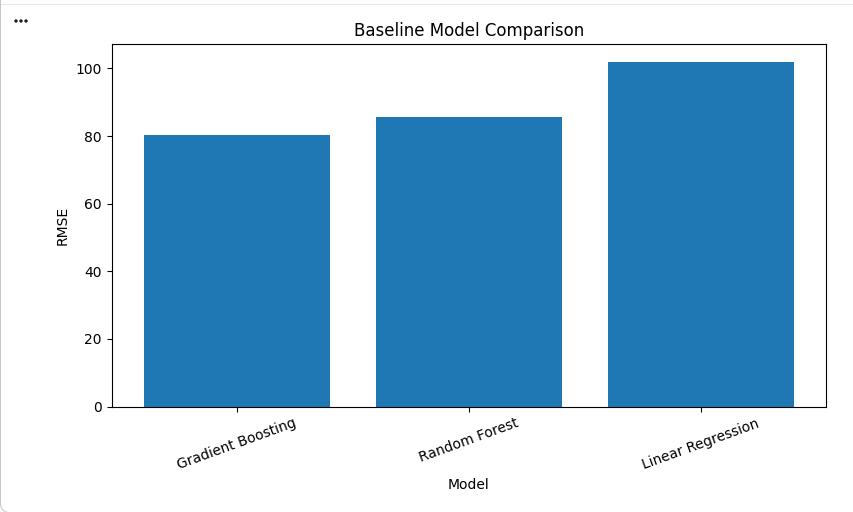 Baseline Model Comparison
RMSE
100
80
60
40
20
0
Gradient Boosting
Random Forest
Linear Regression
Model